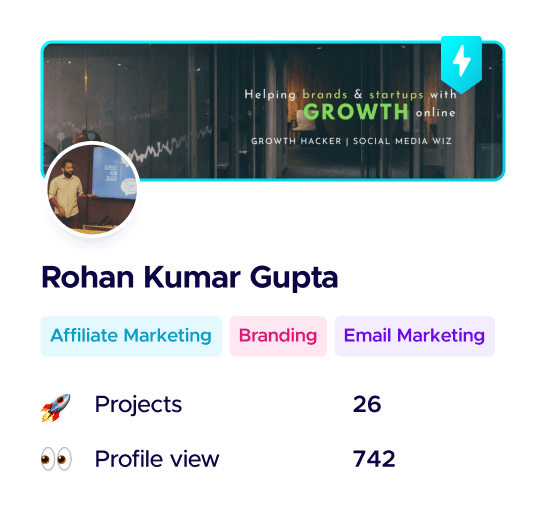 Helping brands & startups with
GROWTH online
GROWTH HACKER | SOCIAL MEDIA WIZ
Rohan Kumar Gupta
Affiliate Marketing Branding Email Marketing
Projects 26
Profile view 742